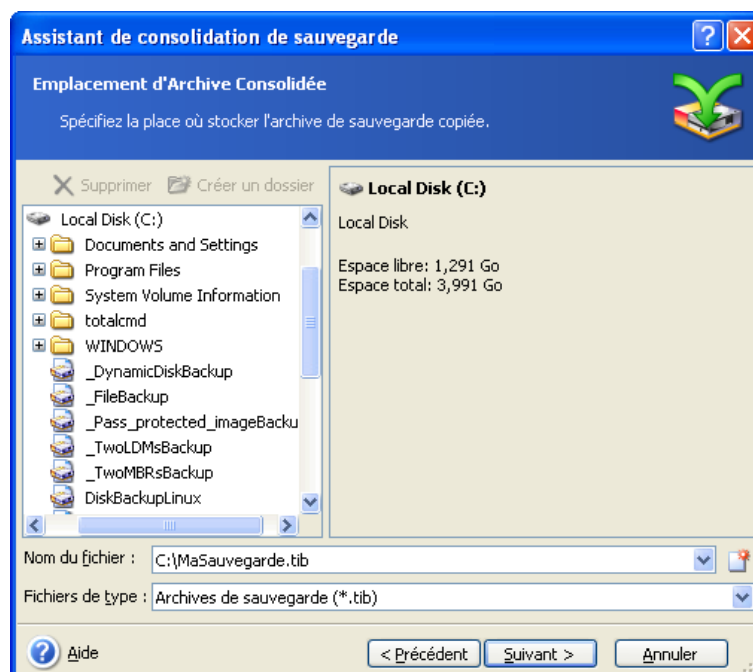 Assistant de consolidation de sauvegarde
Emplacement d'Archive Consolidée
Spécifiez la place où stocker l'archive de sauvegarde copiée.
Supprimer Créer un dossier
Local Disk (C:)
Documents and Settings
Program Files
System Volume Information
totalcmd
WINDOWS
_DynamicDiskBackup
_FileBackup
_Pass_protected_imageBacku
_TwoLDMsBackup
_TwoMBRsBackup
DiskBackupLinux
Local Disk (C:)
Local Disk
Espace libre: 1,291 Go
Espace total: 3,991 Go
Nom du fichier : C:\MaSauvegarde.tib
Fichiers de type : Archives de sauvegarde (*.tib)
Aide < Précédent Suivant > Annuler